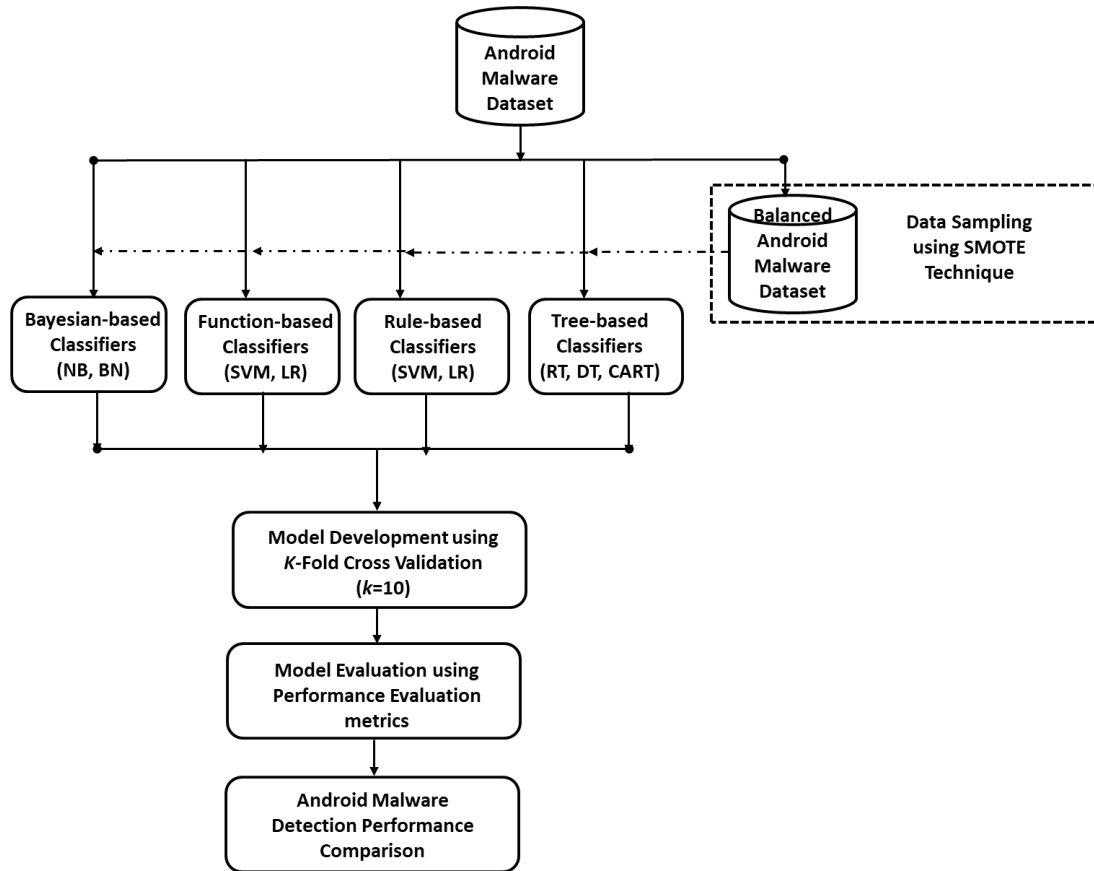 Android
Malware
Dataset
Balanced
Android
Malware
Dataset
Data Sampling
using SMOTE
Technique
Bayesian-based
Classifiers
(NB, BN)
Function-based
Classifiers
(SVM, LR)
Rule-based
Classifiers
(SVM, LR)
Tree-based
Classifiers
(RT, DT, CART)
Model Development using
K-Fold Cross Validation
(k=10)
Model Evaluation using
Performance Evaluation
metrics
Android Malware
Detection Performance
Comparison